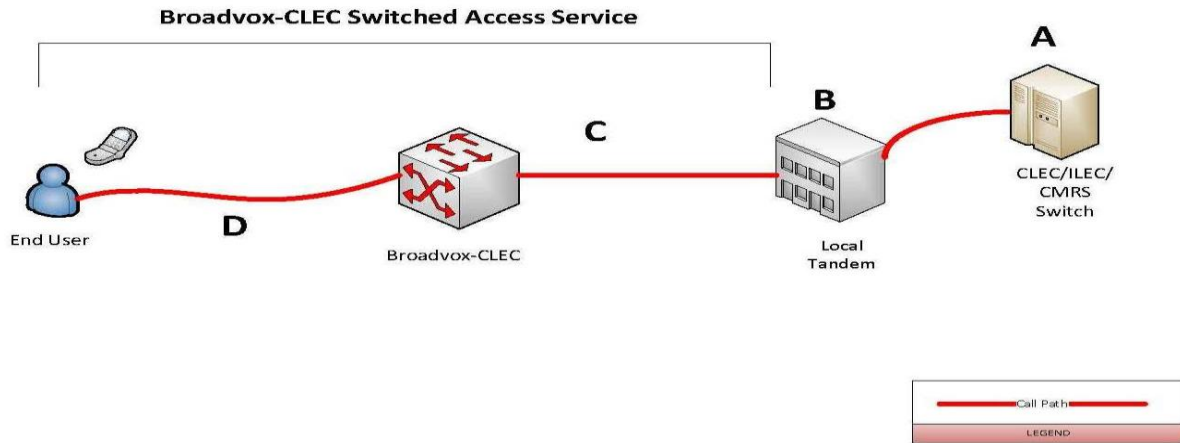 Broadvox-CLEC Switched Access Service
A
B
C
CLEC/ILEC/
CMRS
Switch
D
End User
Broadvox-CLEC
Local
Tandem
Call Path
LEGEND